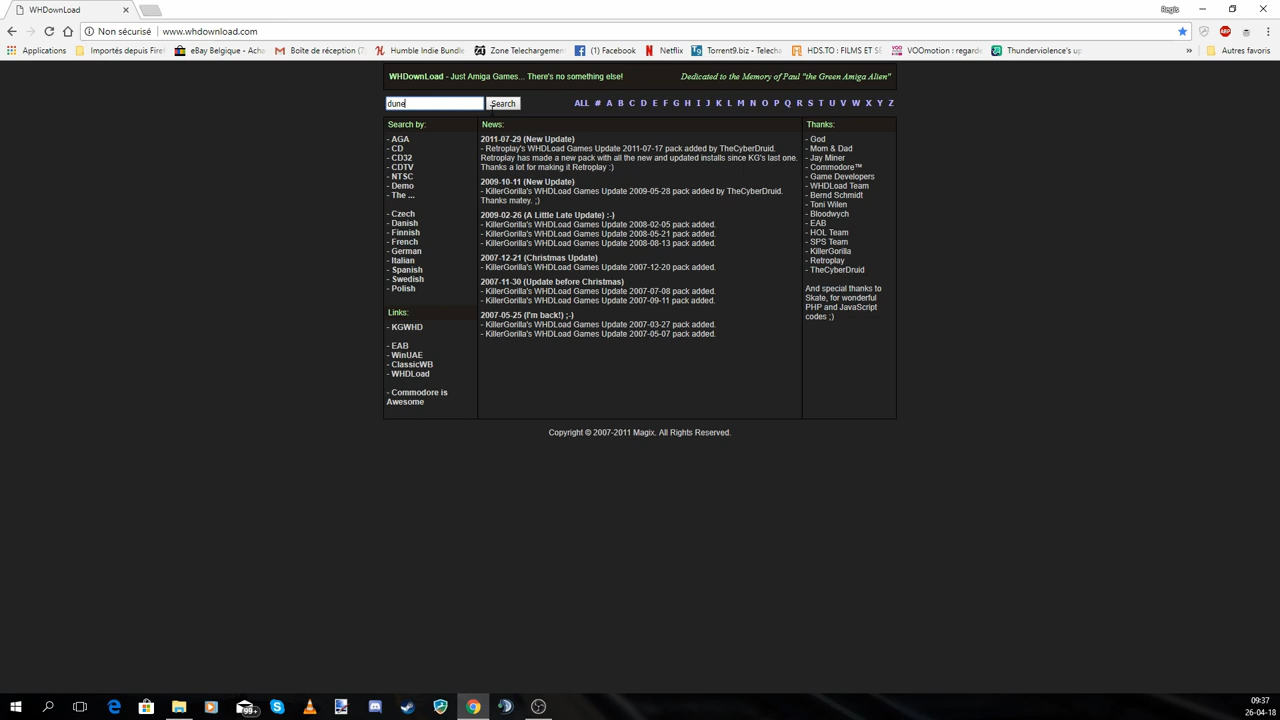 WHDownLoad
Regis
Non sécurisé
www.whdownload.com
Applications
Importés depuis Firef
eBay Belgique - Acha
Boîte de réception (7)
Humble Indie Bundle
Zone Telechargement
(1) Facebook
Netflix
Torrent9.biz - Telecha
HDS.TO : FILMS ET SÉ
VOOmotion : regarde
Thunderviolence's up
»
Autres favoris
WHDownLoad - Just Amiga Games... There's no something else!
Dedicated to the Memory of Paul "the Green Amiga Alien"
dune
Search
ALL # A B C D E F G H I J K L M N O P Q R S T U V W X Y Z
Search by:
- AGA
- CD
- CD32
- CDTV
- NTSC
- Demo
- The ...
- Czech
- Danish
- Finnish
- French
- German
- Italian
- Spanish
- Swedish
- Polish
Links:
- KGWHD
- EAB
- WinUAE
- ClassicWB
- WHDLoad
- Commodore is
Awesome
News:
2011-07-29 (New Update)
- Retroplay's WHDLoad Games Update 2011-07-17 pack added by TheCyberDruid.
Retroplay has made a new pack with all the new and updated installs since KG's last one.
Thanks a lot for making it Retroplay :)
2009-10-11 (New Update)
- KillerGorilla's WHDLoad Games Update 2009-05-28 pack added by TheCyberDruid.
Thanks matey. ;)
2009-02-26 (A Little Late Update) :-)
- KillerGorilla's WHDLoad Games Update 2008-02-05 pack added.
- KillerGorilla's WHDLoad Games Update 2008-05-21 pack added.
- KillerGorilla's WHDLoad Games Update 2008-08-13 pack added.
2007-12-21 (Christmas Update)
- KillerGorilla's WHDLoad Games Update 2007-12-20 pack added.
2007-11-30 (Update before Christmas)
- KillerGorilla's WHDLoad Games Update 2007-07-08 pack added.
- KillerGorilla's WHDLoad Games Update 2007-09-11 pack added.
2007-05-25 (I'm back!) ;-)
- KillerGorilla's WHDLoad Games Update 2007-03-27 pack added.
- KillerGorilla's WHDLoad Games Update 2007-05-07 pack added.
Thanks:
- God
- Mom & Dad
- Jay Miner
- Commodore™
- Game Developers
- WHDLoad Team
- Bernd Schmidt
- Toni Wilen
- Bloodwych
- EAB
- HOL Team
- SPS Team
- KillerGorilla
- Retroplay
- TheCyberDruid
And special thanks to
Skate, for wonderful
PHP and JavaScript
codes ;)
Copyright © 2007-2011 Magix. All Rights Reserved.
99+
09:37
26-04-18